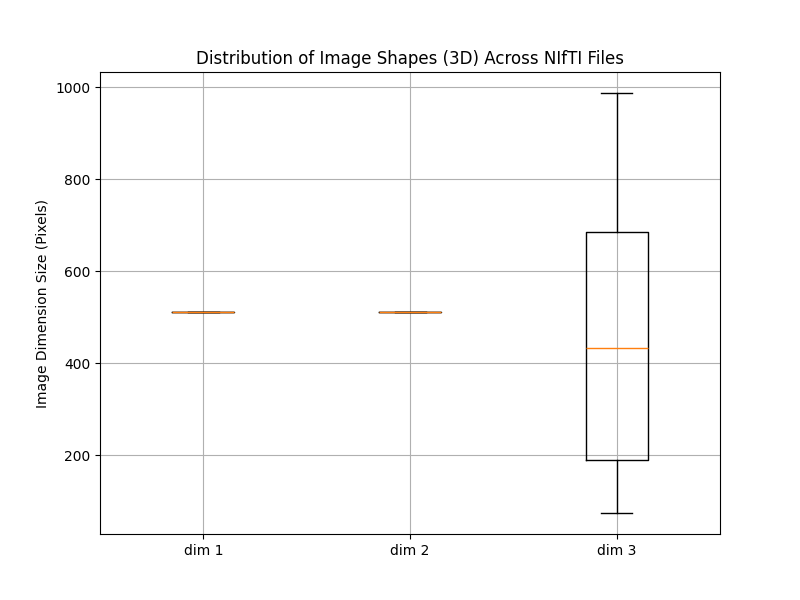 Distribution of Image Shapes (3D) Across NIfTI Files
Image Dimension Size (Pixels)
1000
800
600
400
200
dim 1
dim 2
dim 3